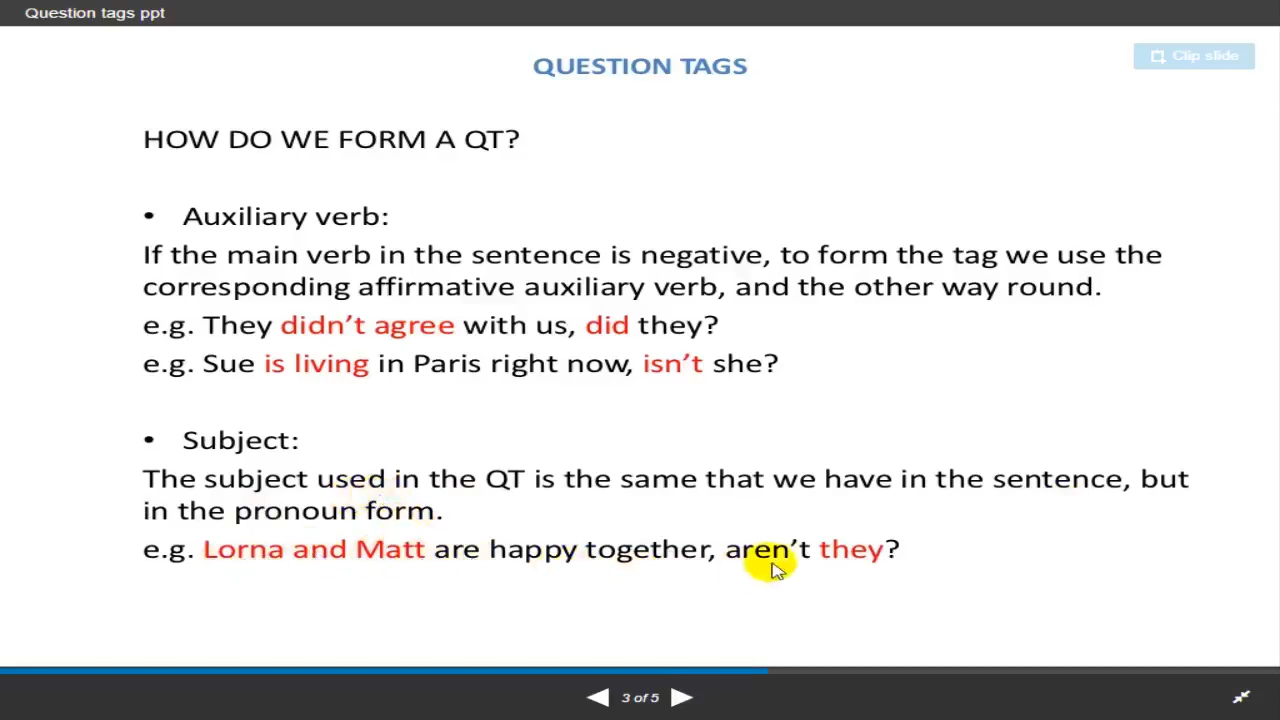 Question tags ppt
Clip slide
QUESTION TAGS
HOW DO WE FORM A QT?
• Auxiliary verb:
If the main verb in the sentence is negative, to form the tag we use the
corresponding affirmative auxiliary verb, and the other way round.
e.g. They didn’t agree with us, did they?
e.g. Sue is living in Paris right now, isn’t she?
• Subject:
The subject used in the QT is the same that we have in the sentence, but
in the pronoun form.
e.g. Lorna and Matt are happy together, aren’t they?
3 of 5